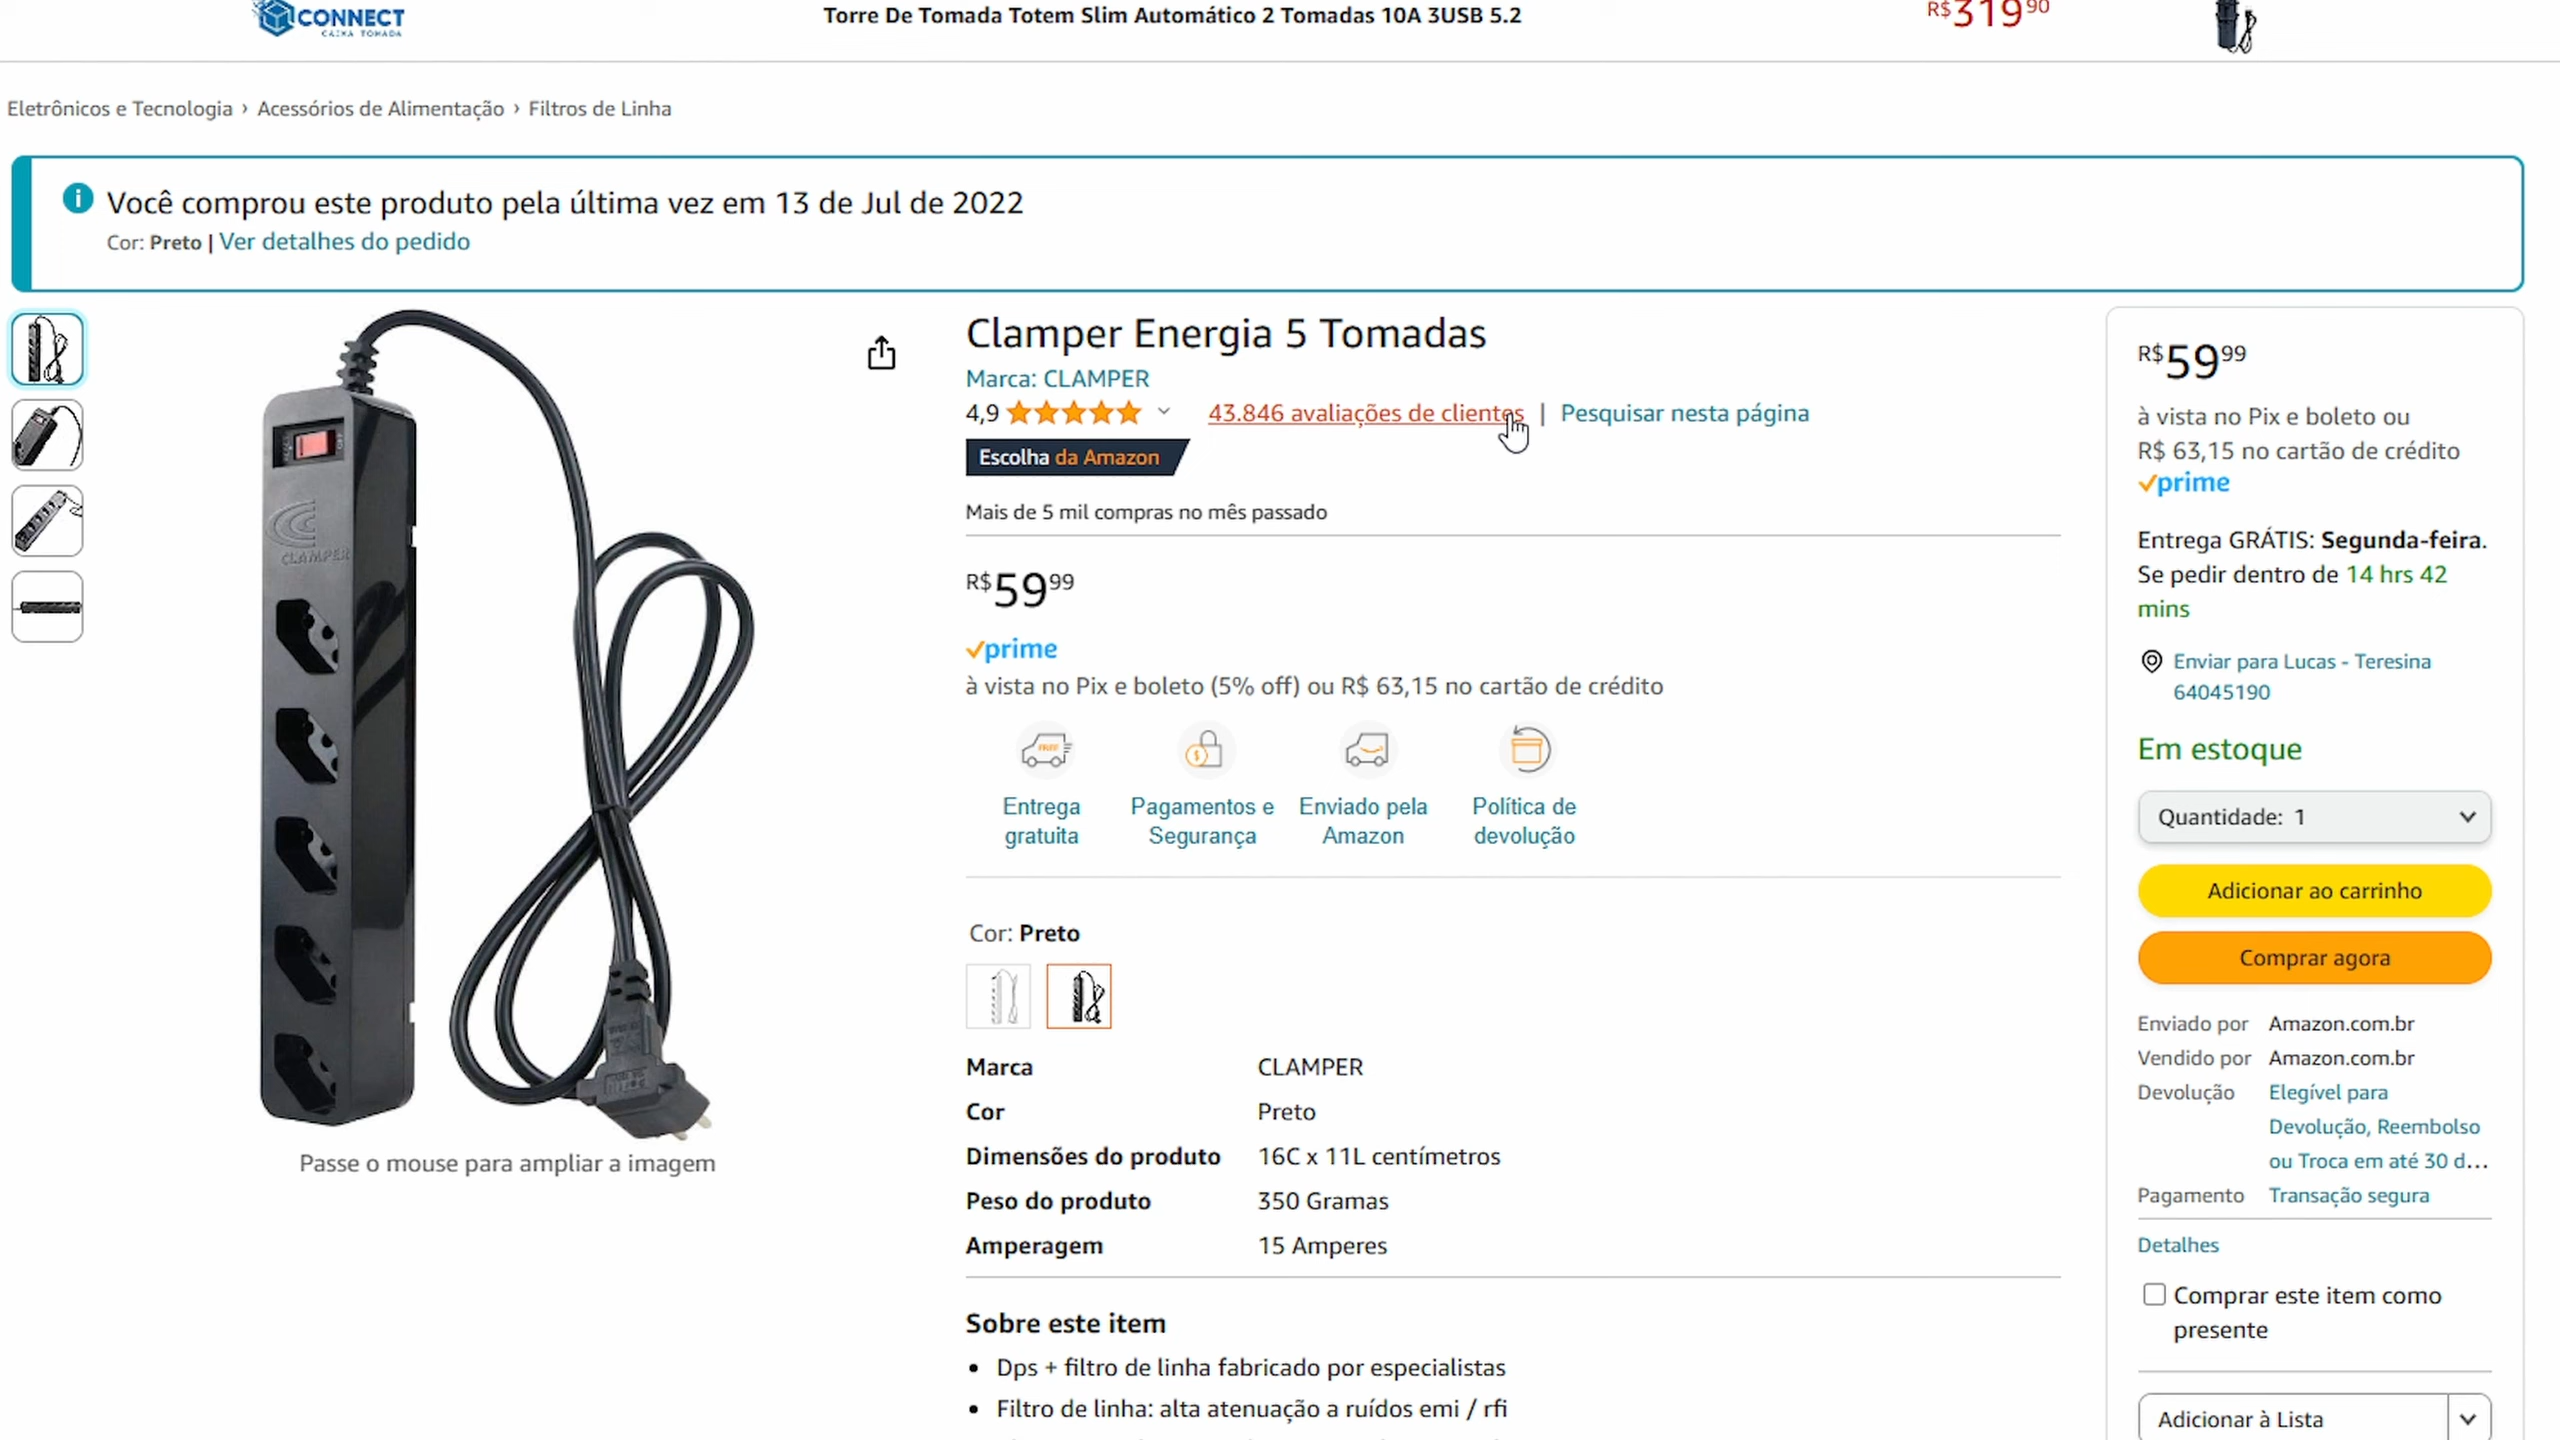 CONNECT
CAIXA TOMADA
Torre De Tomada Totem Slim Automático 2 Tomadas 10A 3USB 5.2
R$319 90
Eletrônicos e Tecnologia › Acessórios de Alimentação › Filtros de Linha
Você comprou este produto pela última vez em 13 de Jul de 2022
Cor: Preto | Ver detalhes do pedido
CLAMPER
Passe o mouse para ampliar a imagem
Clamper Energia 5 Tomadas
Marca: CLAMPER
4,9 43.846 avaliações de clientes | Pesquisar nesta página
Escolha da Amazon
Mais de 5 mil compras no mês passado
R$59 99
prime
à vista no Pix e boleto (5% off) ou R$ 63,15 no cartão de crédito
FREE
Entrega gratuita
Pagamentos e Segurança
Enviado pela Amazon
Política de devolução
Cor: Preto
Marca CLAMPER
Cor Preto
Dimensões do produto 16C x 11L centímetros
Peso do produto 350 Gramas
Amperagem 15 Amperes
Sobre este item
• Dps + filtro de linha fabricado por especialistas
• Filtro de linha: alta atenuação a ruídos emi / rfi
R$59 99
à vista no Pix e boleto ou
R$ 63,15 no cartão de crédito
prime
Entrega GRÁTIS: Segunda-feira.
Se pedir dentro de 14 hrs 42
mins
Enviar para Lucas - Teresina
64045190
Em estoque
Quantidade: 1
Adicionar ao carrinho
Comprar agora
Enviado por Amazon.com.br
Vendido por Amazon.com.br
Devolução Elegível para
Devolução, Reembolso
ou Troca em até 30 d…
Pagamento Transação segura
Detalhes
Comprar este item como
presente
Adicionar à Lista